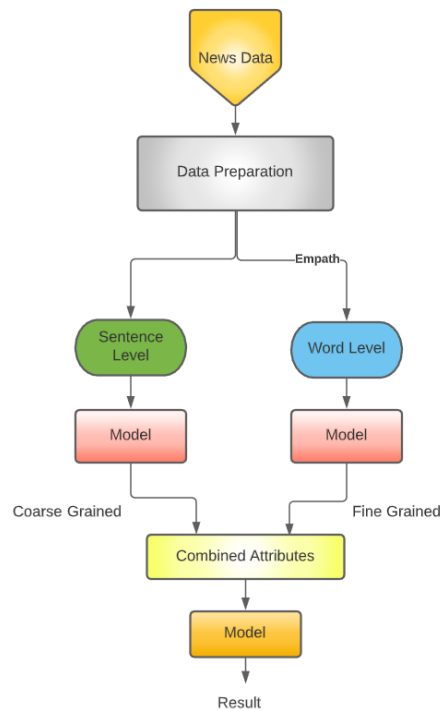 News Data
Data Preparation
Empath
Sentence
Level
Word Level
Model
Model
Coarse Grained
Fine Grained
Combined Attributes
Model
Result